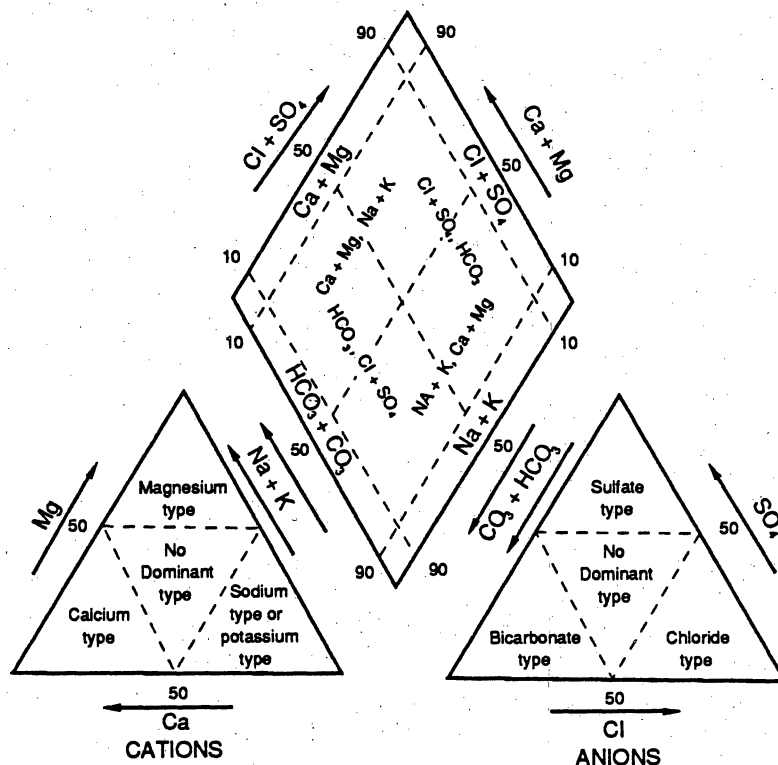 90
90
Cl + SO₄
50
Ca + Mg
Cl + SO₄
50
Ca + Mg
Ca + Mg, Na + K
Cl + SO₄, HCO₃
10
10
10
10
HCO₃, Cl + SO₄
NA + K, Ca + Mg
HCO₃ + CO₃
Na + K
50
50
90
90
Na + K
CO₃ + HCO₃
Mg
50
Magnesium
type
No
Dominant
type
Calcium
type
Sodium
type or
potassium
type
50
Ca
CATIONS
SO₄
50
Sulfate
type
No
Dominant
type
Bicarbonate
type
Chloride
type
50
Cl
ANIONS